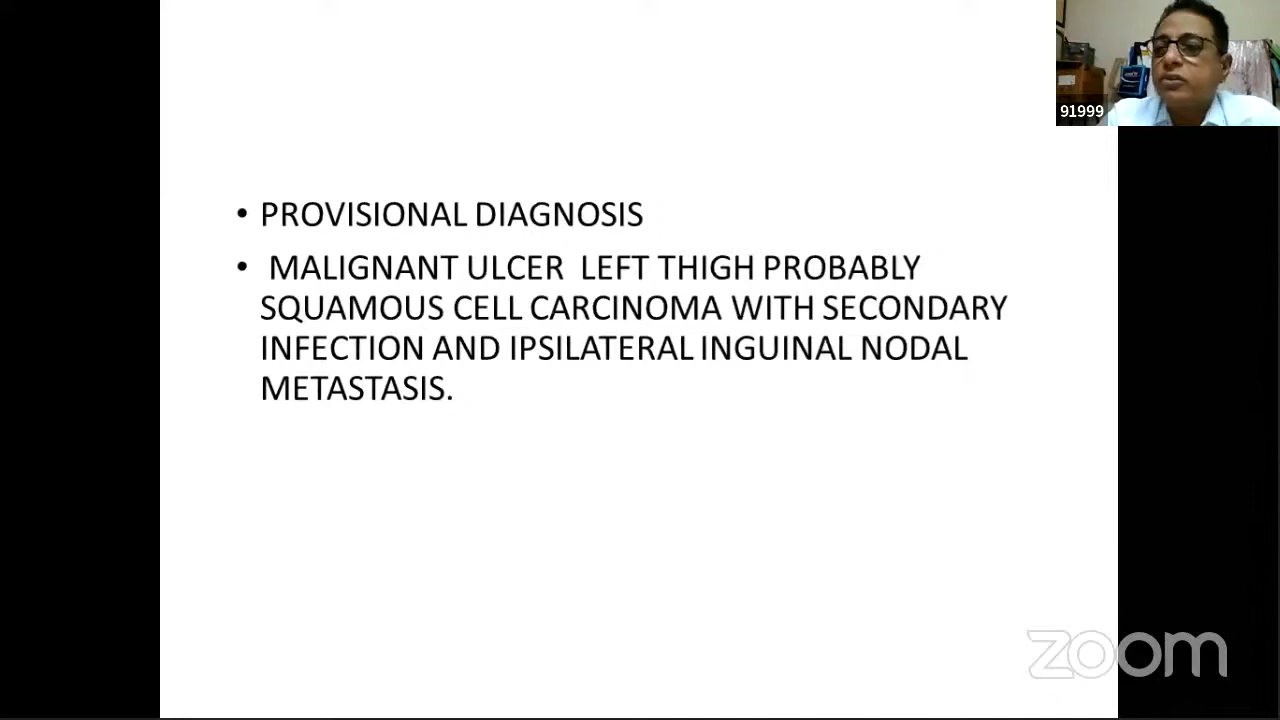 91999
• PROVISIONAL DIAGNOSIS
• MALIGNANT ULCER LEFT THIGH PROBABLY
SQUAMOUS CELL CARCINOMA WITH SECONDARY
INFECTION AND IPSILATERAL INGUINAL NODAL
METASTASIS.
zoom